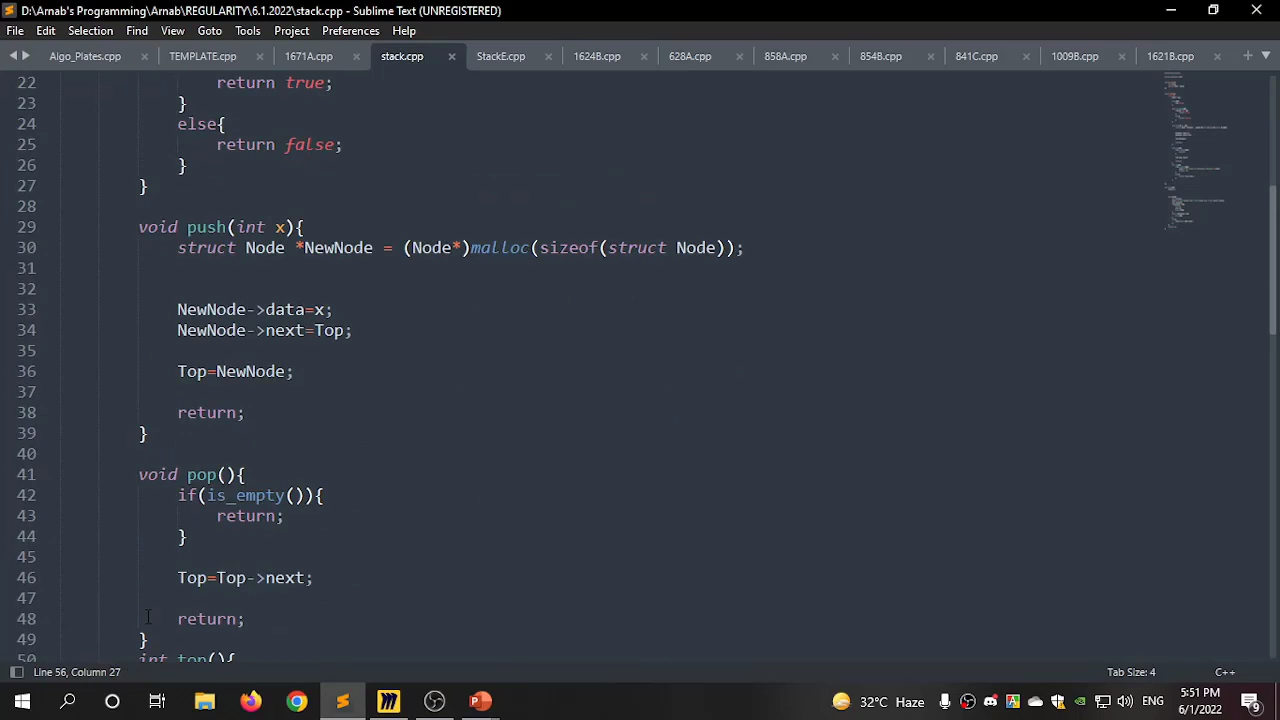 D:\Arnab's Programming\Arnab\REGULARITY\6.1.2022\stack.cpp - Sublime Text (UNREGISTERED)
File Edit Selection Find View Goto Tools Project Preferences Help
Algo_Plates.cpp TEMPLATE.cpp 1671A.cpp stack.cpp StackE.cpp 1624B.cpp 628A.cpp 858A.cpp 854B.cpp 841C.cpp 1009B.cpp 1621B.cpp
22 return true;
23 }
24 else{
25 return false;
26 }
27 }
28
29 void push(int x){
30 struct Node *NewNode = (Node*)malloc(sizeof(struct Node));
31
32
33 NewNode->data=x;
34 NewNode->next=Top;
35
36 Top=NewNode;
37
38 return;
39 }
40
41 void pop(){
42 if(is_empty()){
43 return;
44 }
45
46 Top=Top->next;
47
48 return;
49 }
50 int top(){
Line 56, Column 27 Tab Size: 4 C++
32°C Haze ENG 5:51 PM
6/1/2022 9